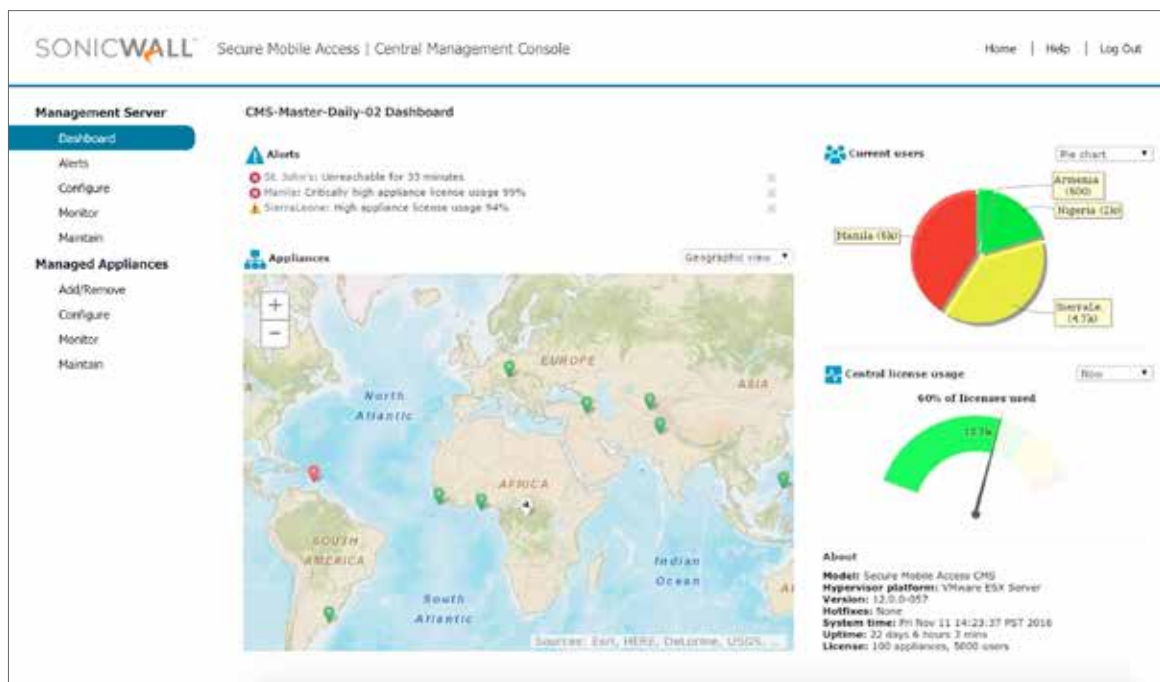 SONICWALL
Secure Mobile Access | Central Management Console
Home | Help | Log Out
Management Server
Dashboard
Alerts
Configure
Monitor
Maintain
Managed Appliances
Add/Remove
Configure
Monitor
Maintain
CMS-Master-Daily-02 Dashboard
Alerts
St. John's: Unreachable for 33 minutes
Manila: Critically high appliance license usage 99%
SierraLeone: High appliance license usage 94%
Appliances
Geographic view
+
−
EUROPE
ASIA
North
Atlantic
AFRICA
SOUTH
AMERICA
Indian
Ocean
South
Atlantic
Sources: Esri, HERE, DeLorme, USGS, ...
Current users
Pie chart
Armenia
(800)
Nigeria (2k)
Manila (5k)
SierraLe.
(4.7k)
Central license usage
Now
60% of licenses used
About
Model: Secure Mobile Access CMS
Hypervisor platform: VMware ESX Server
Version: 12.0.0-057
Hotfixes: None
System time: Fri Nov 11 14:23:37 PST 2016
Uptime: 22 days 6 hours 3 mins
License: 100 appliances, 5000 users